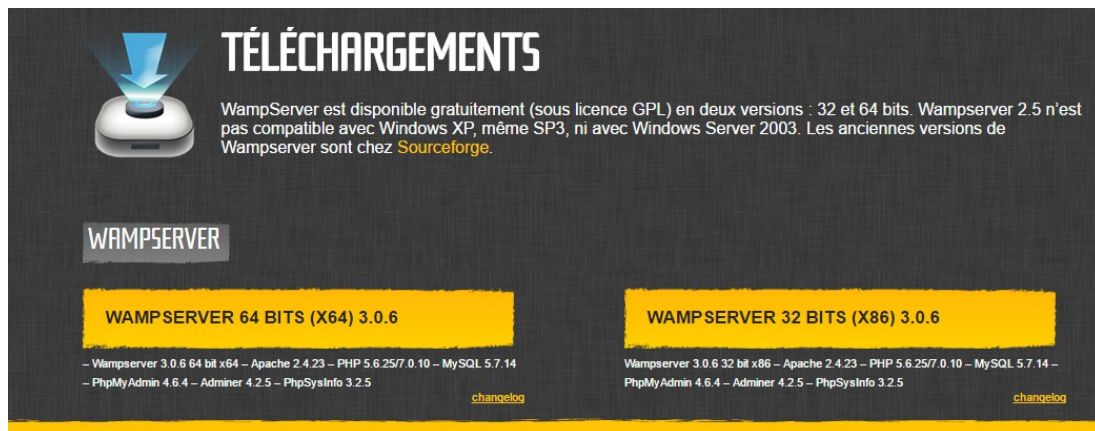 TÉLÉCHARGEMENTS
WampServer est disponible gratuitement (sous licence GPL) en deux versions : 32 et 64 bits. Wampserver 2.5 n'est
pas compatible avec Windows XP, même SP3, ni avec Windows Server 2003. Les anciennes versions de
Wampserver sont chez Sourceforge.
WAMPSERVER
WAMPSERVER 64 BITS (X64) 3.0.6
– Wampserver 3.0.6 64 bit x64 – Apache 2.4.23 – PHP 5.6.25/7.0.10 – MySQL 5.7.14
– PhpMyAdmin 4.6.4 – Adminer 4.2.5 – PhpSysInfo 3.2.5
changelog
WAMPSERVER 32 BITS (X86) 3.0.6
Wampserver 3.0.6 32 bit x86 – Apache 2.4.23 – PHP 5.6.25/7.0.10 – MySQL 5.7.14 –
PhpMyAdmin 4.6.4 – Adminer 4.2.5 – PhpSysInfo 3.2.5
changelog